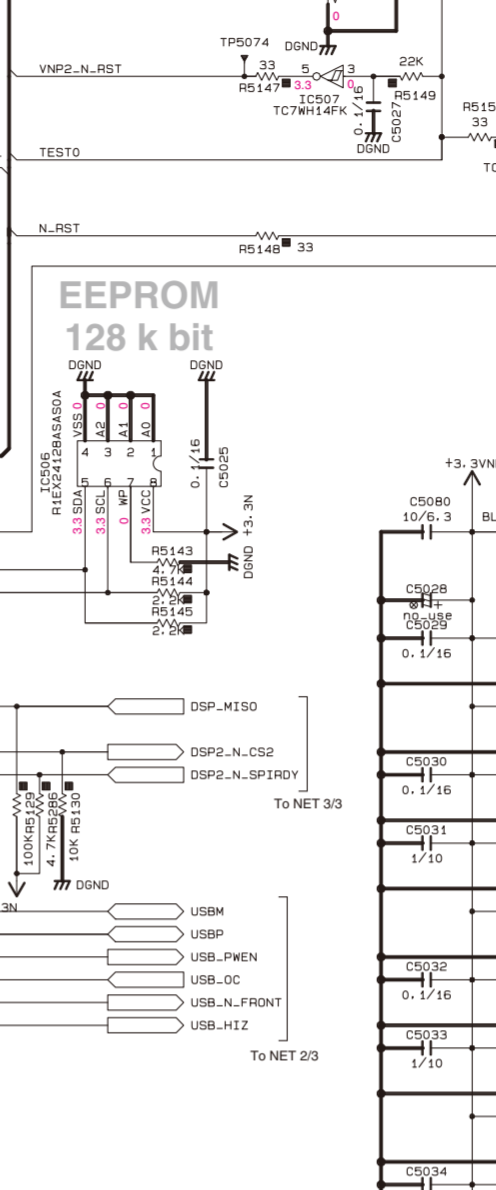 0
TP5074
DGND
VNP2_N_RST
33
5
3
22K
R5147
3.3
0
R5149
IC507
TC7WH14FK
0.1/16
C5027
DGND
R515
33
TEST0
TC
N_RST
R5148
33
EEPROM
128 k bit
DGND
DGND
IC506
R1EX24128ASAS0A
VSS 0
A2 0
A1 0
A0 0
4 3 2 1
0.1/16
C5025
5 6 7 8
3.3 SDA
3.3 SCL
0 WP
3.3 VCC
+3.3N
R5143
4.7K
DGND
R5144
2.2K
R5145
2.2K
+3.3VN
C5080
10/6.3
BL
C5028
+
no_use
C5029
0.1/16
DSP_MISO
DSP2_N_CS2
DSP2_N_SPIRDY
To NET 3/3
100K R5129
4.7K R5286
10K R5130
DGND
3N
C5030
0.1/16
C5031
1/10
USBM
USBP
USB_PWEN
USB_OC
USB_N_FRONT
USB_HIZ
To NET 2/3
C5032
0.1/16
C5033
1/10
C5034